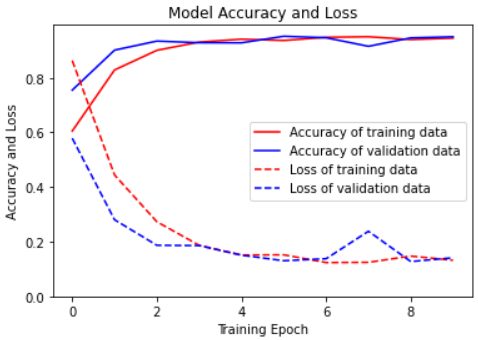 Model Accuracy and Loss
Accuracy and Loss
0.8
0.6
0.4
0.2
0.0
Accuracy of training data
Accuracy of validation data
Loss of training data
Loss of validation data
0 2 4 6 8
Training Epoch